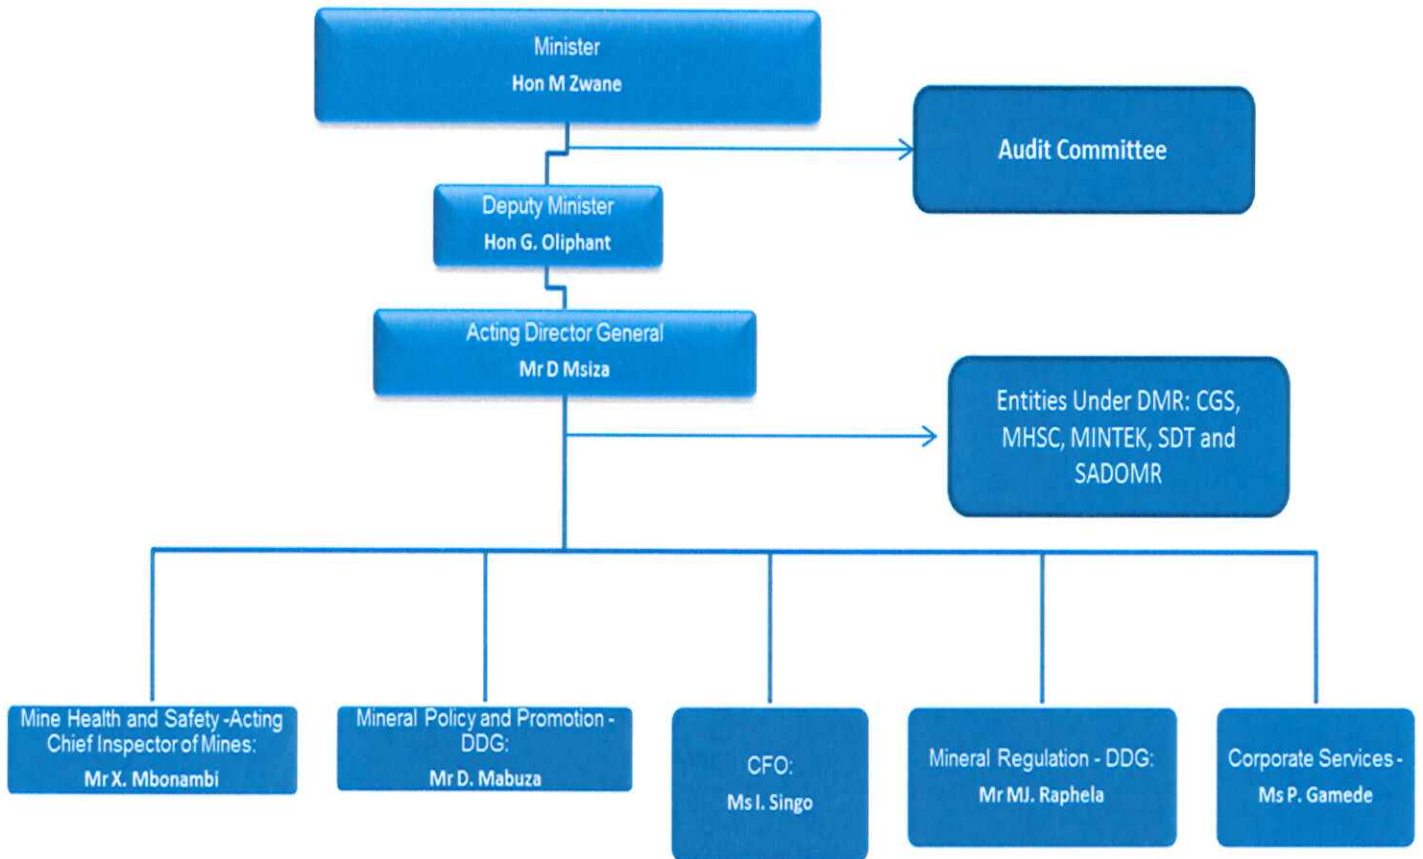 Minister
Hon M Zwane
Audit Committee
Deputy Minister
Hon G. Oliphant
Acting Director General
Mr D Msiza
Entities Under DMR: CGS,
MHSC, MINTEK, SDT and
SADOMR
Mine Health and Safety -Acting
Chief Inspector of Mines:
Mr X. Mbonambi
Mineral Policy and Promotion -
DDG:
Mr D. Mabuza
CFO:
Ms I. Singo
Mineral Regulation - DDG:
Mr MJ. Raphela
Corporate Services -
Ms P. Gamede